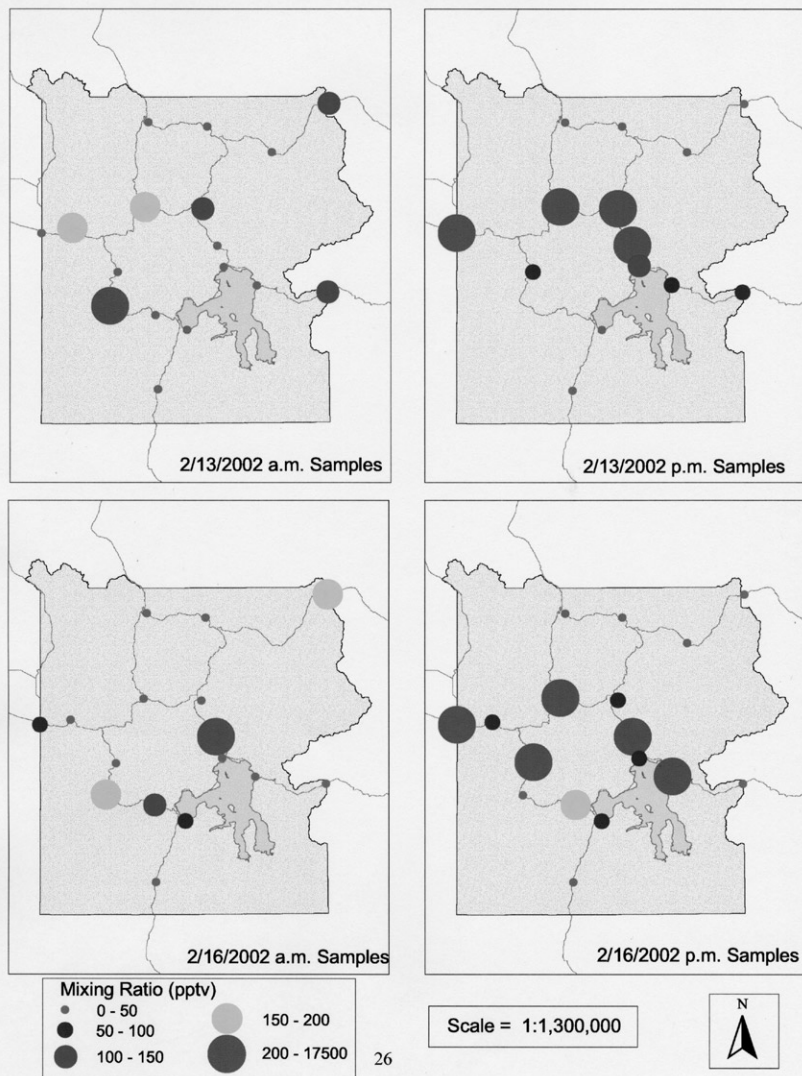 2/13/2002 a.m. Samples
2/13/2002 p.m. Samples
2/16/2002 a.m. Samples
2/16/2002 p.m. Samples
Mixing Ratio (pptv)
0 - 50
50 - 100
100 - 150
150 - 200
200 - 17500
26
Scale = 1:1,300,000
N